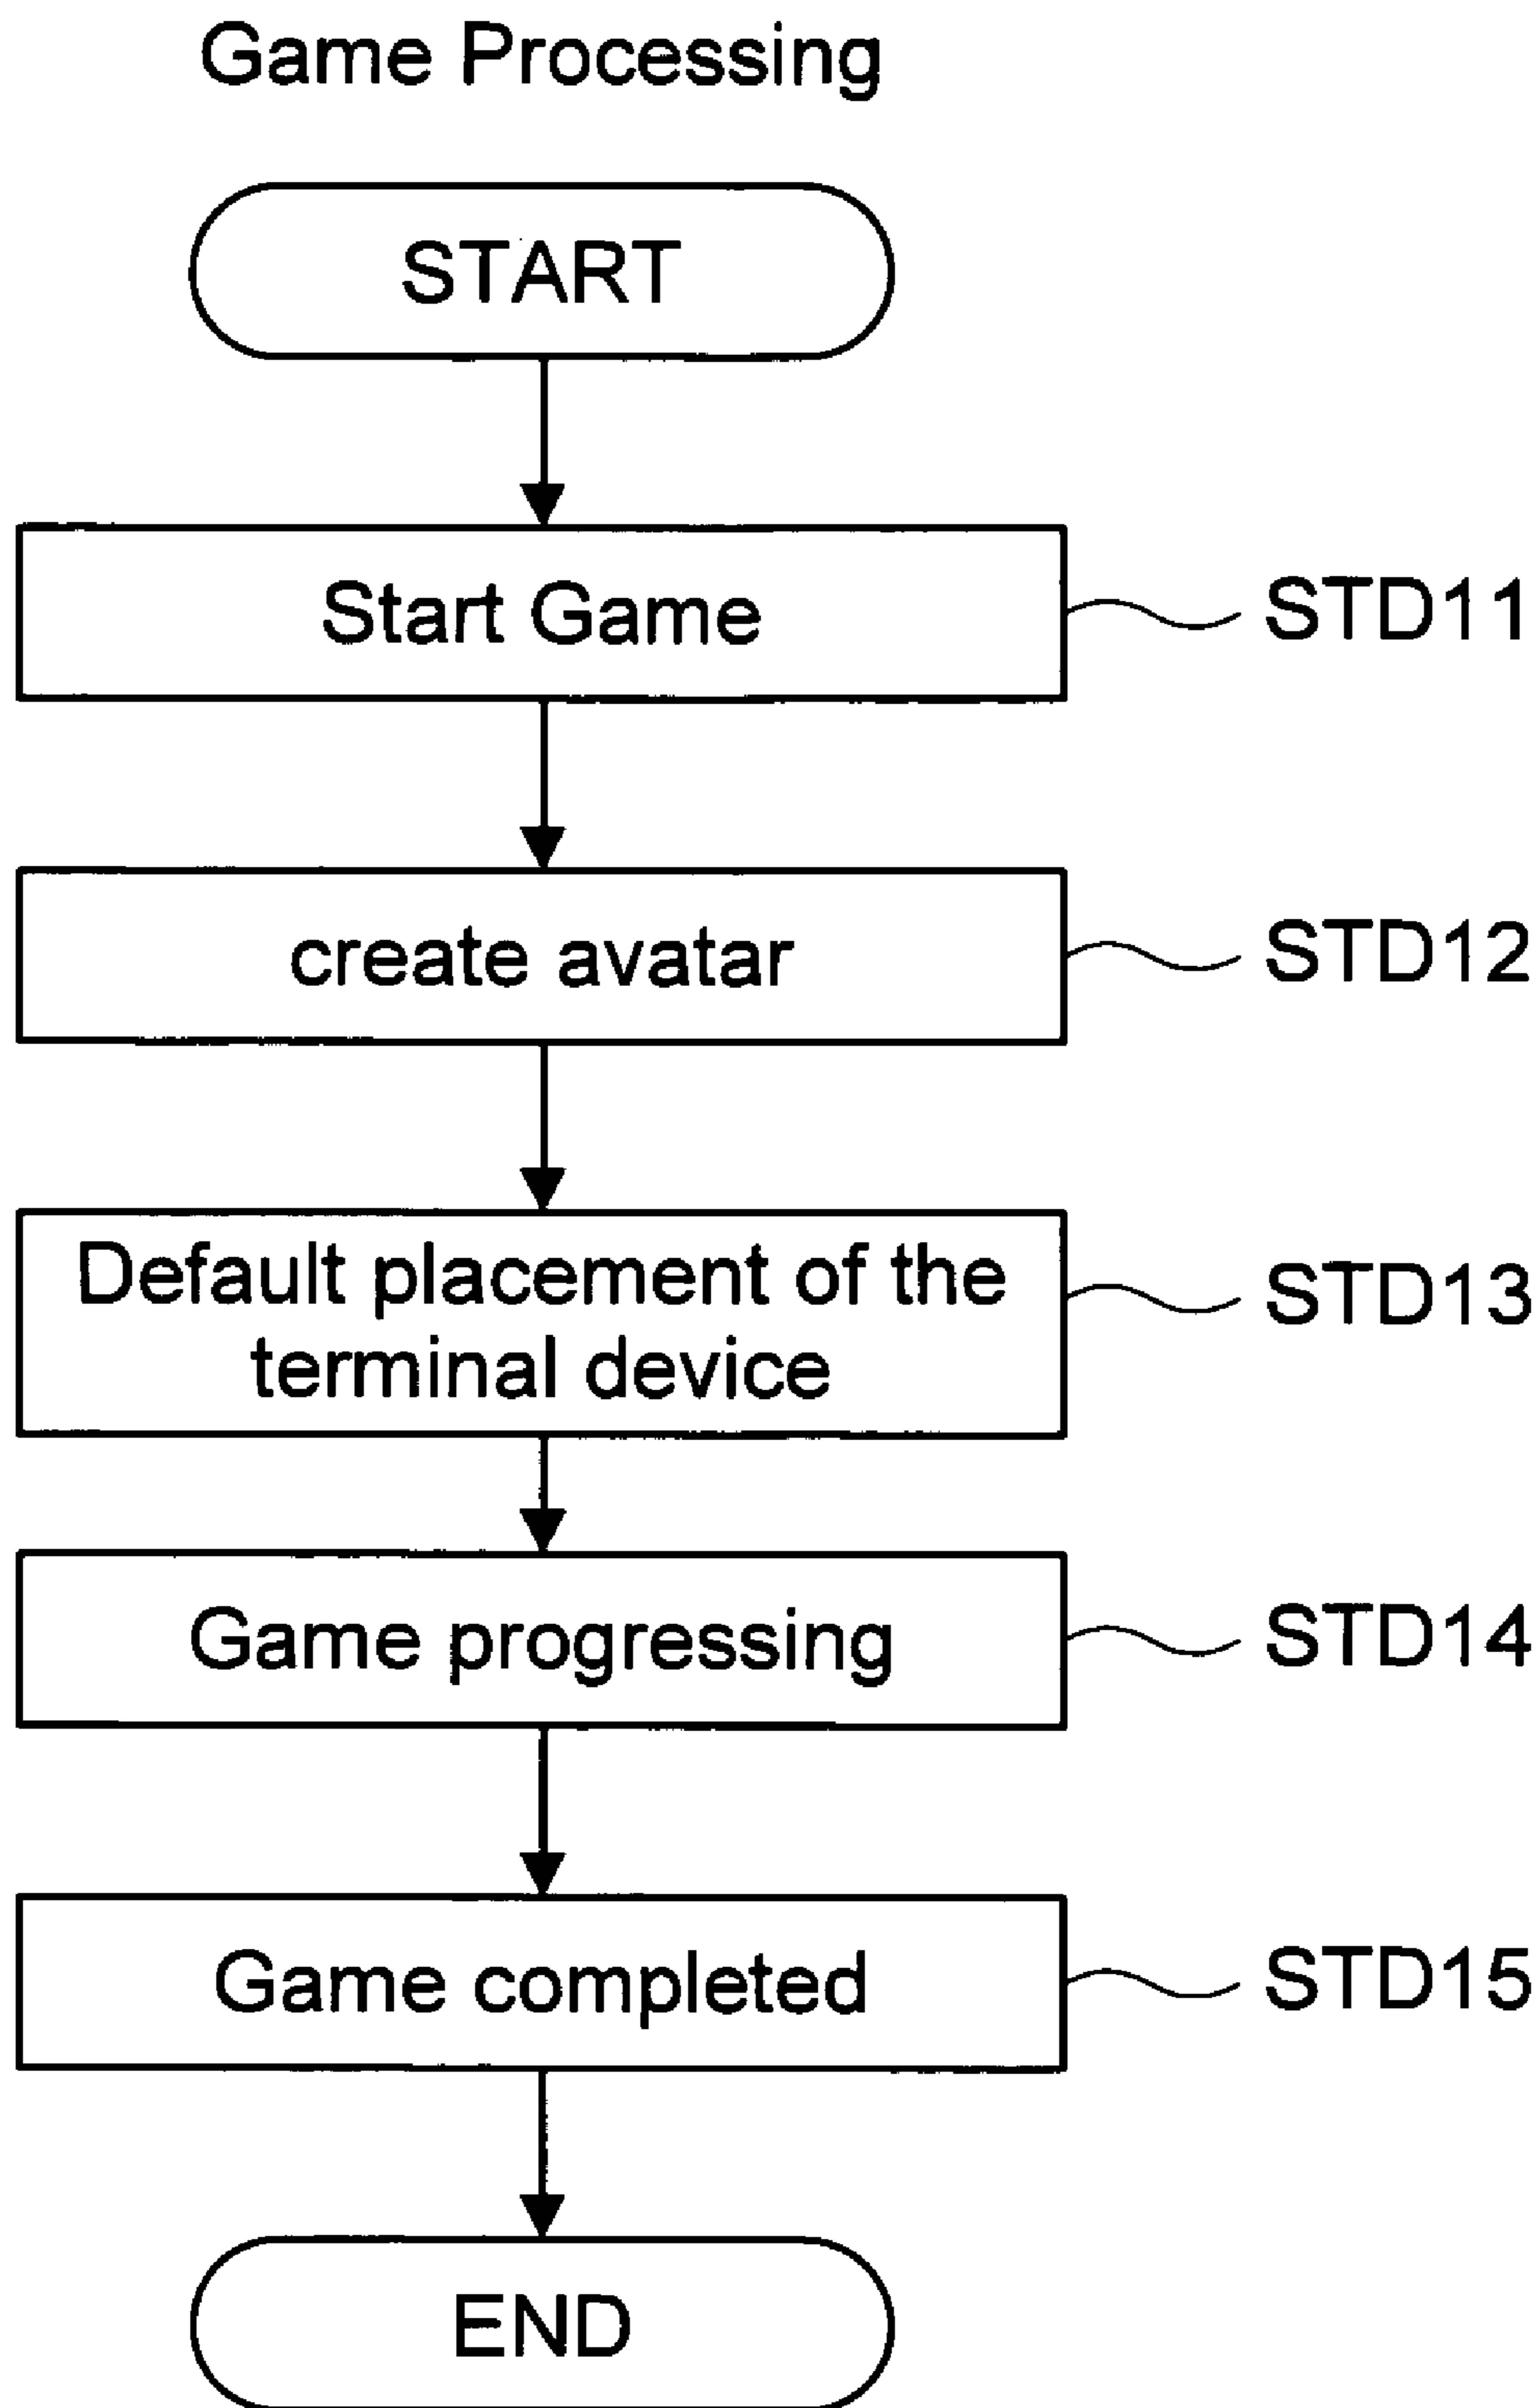 Game Processing
START
Start Game
STD11
create avatar
STD12
Default placement of the
terminal device
STD13
Game progressing
STD14
Game completed
STD15
END